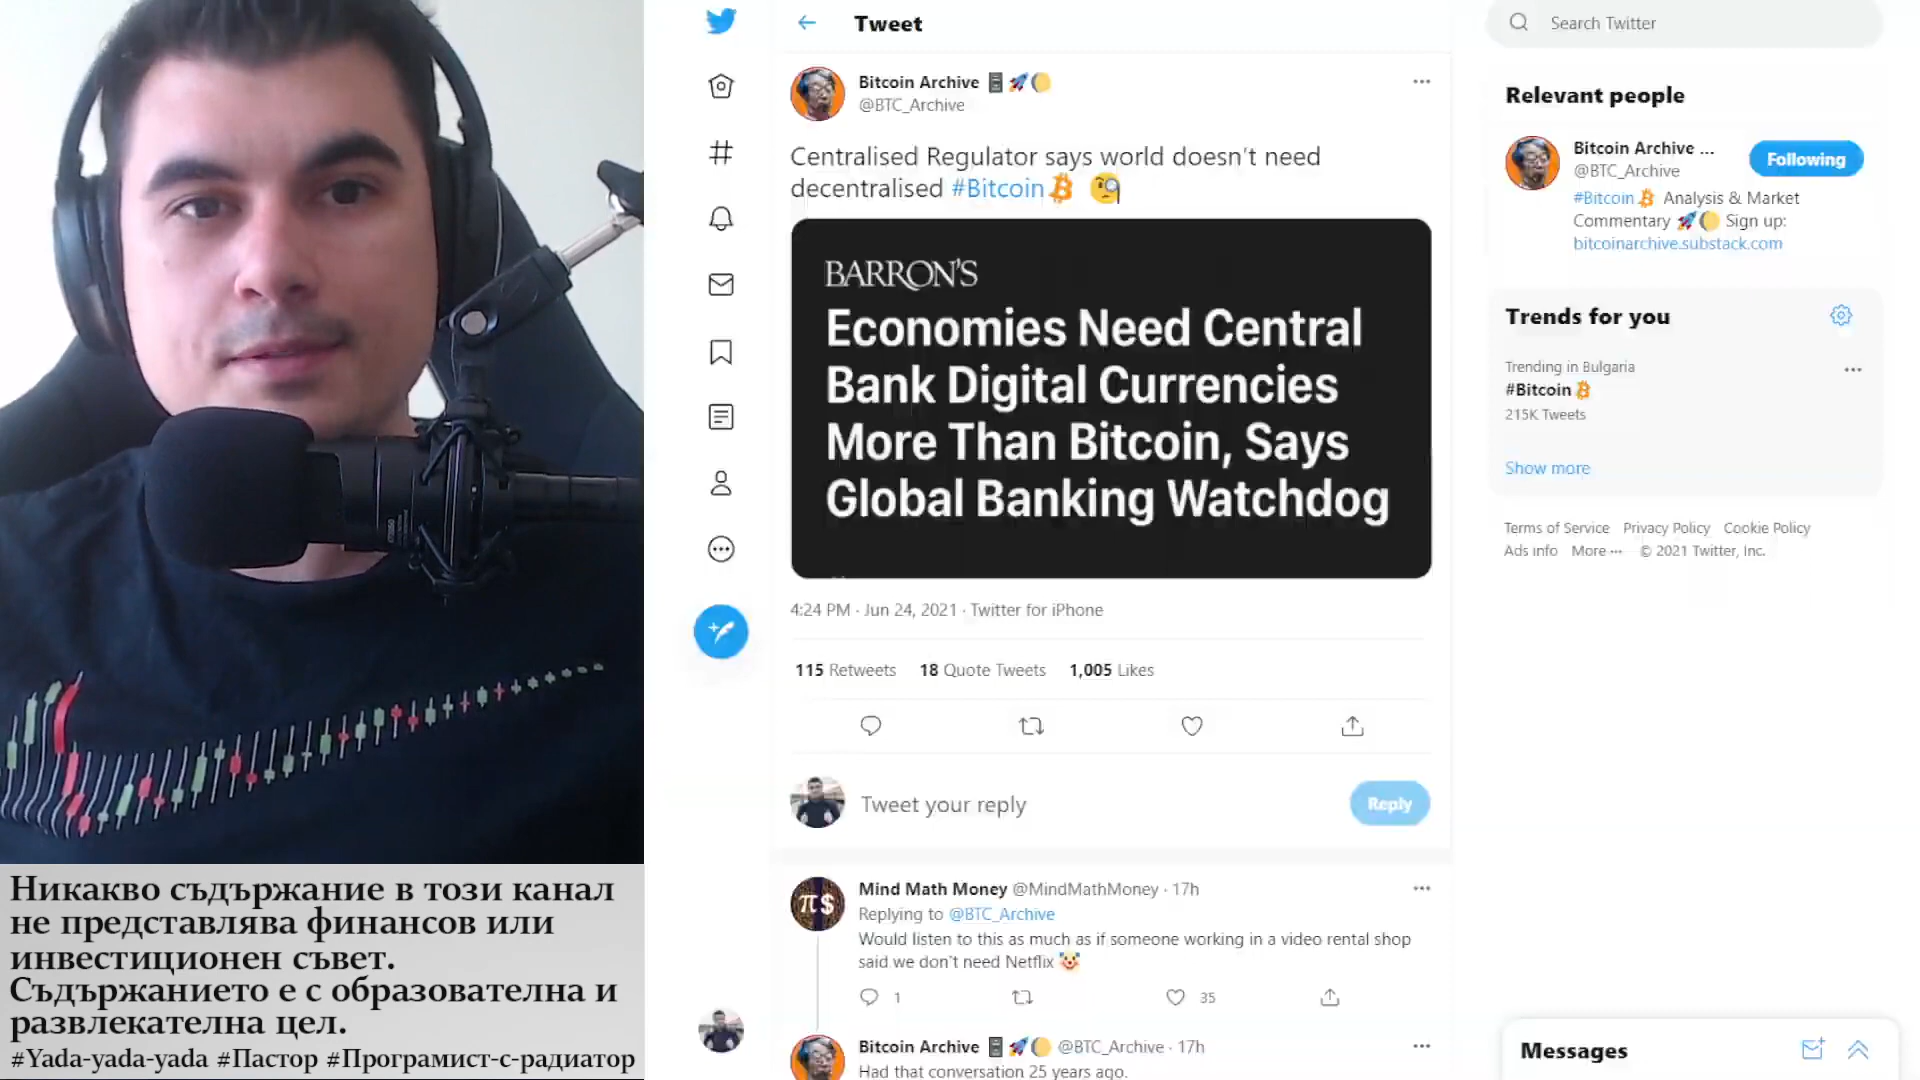 Никакво съдържание в този канал
не представлява финансов или
инвестиционен съвет.
Съдържанието е с образователна и
развлекателна цел.
#Yada-yada-yada #Пастор #Програмист-с-радиатор
Tweet
Bitcoin Archive
@BTC_Archive
Centralised Regulator says world doesn't need
decentralised #Bitcoin
BARRON'S
Economies Need Central
Bank Digital Currencies
More Than Bitcoin, Says
Global Banking Watchdog
4:24 PM · Jun 24, 2021 · Twitter for iPhone
115 Retweets 18 Quote Tweets 1,005 Likes
Tweet your reply
Reply
Mind Math Money @MindMathMoney · 17h
Replying to @BTC_Archive
Would listen to this as much as if someone working in a video rental shop
said we don't need Netflix
1 35
Bitcoin Archive @BTC_Archive · 17h
Had that conversation 25 years ago.
Search Twitter
Relevant people
Bitcoin Archive ...
@BTC_Archive
Following
#Bitcoin Analysis & Market
Commentary Sign up:
bitcoinarchive.substack.com
Trends for you
Trending in Bulgaria
#Bitcoin
215K Tweets
Show more
Terms of Service Privacy Policy Cookie Policy
Ads info More ··· © 2021 Twitter, Inc.
Messages